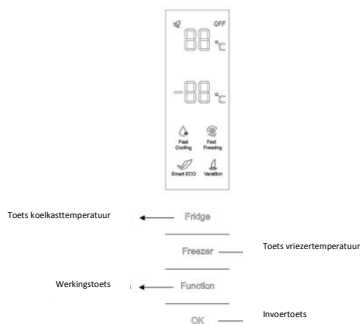 OFF
88 °C
-88 °C
Fast Cooling
Fast Freezing
Smart ECO
Vacation
Toets koelkasttemperatuur
Fridge
Freezer
Toets vriezertemperatuur
Werkingstoets
Function
OK
Invoertoets